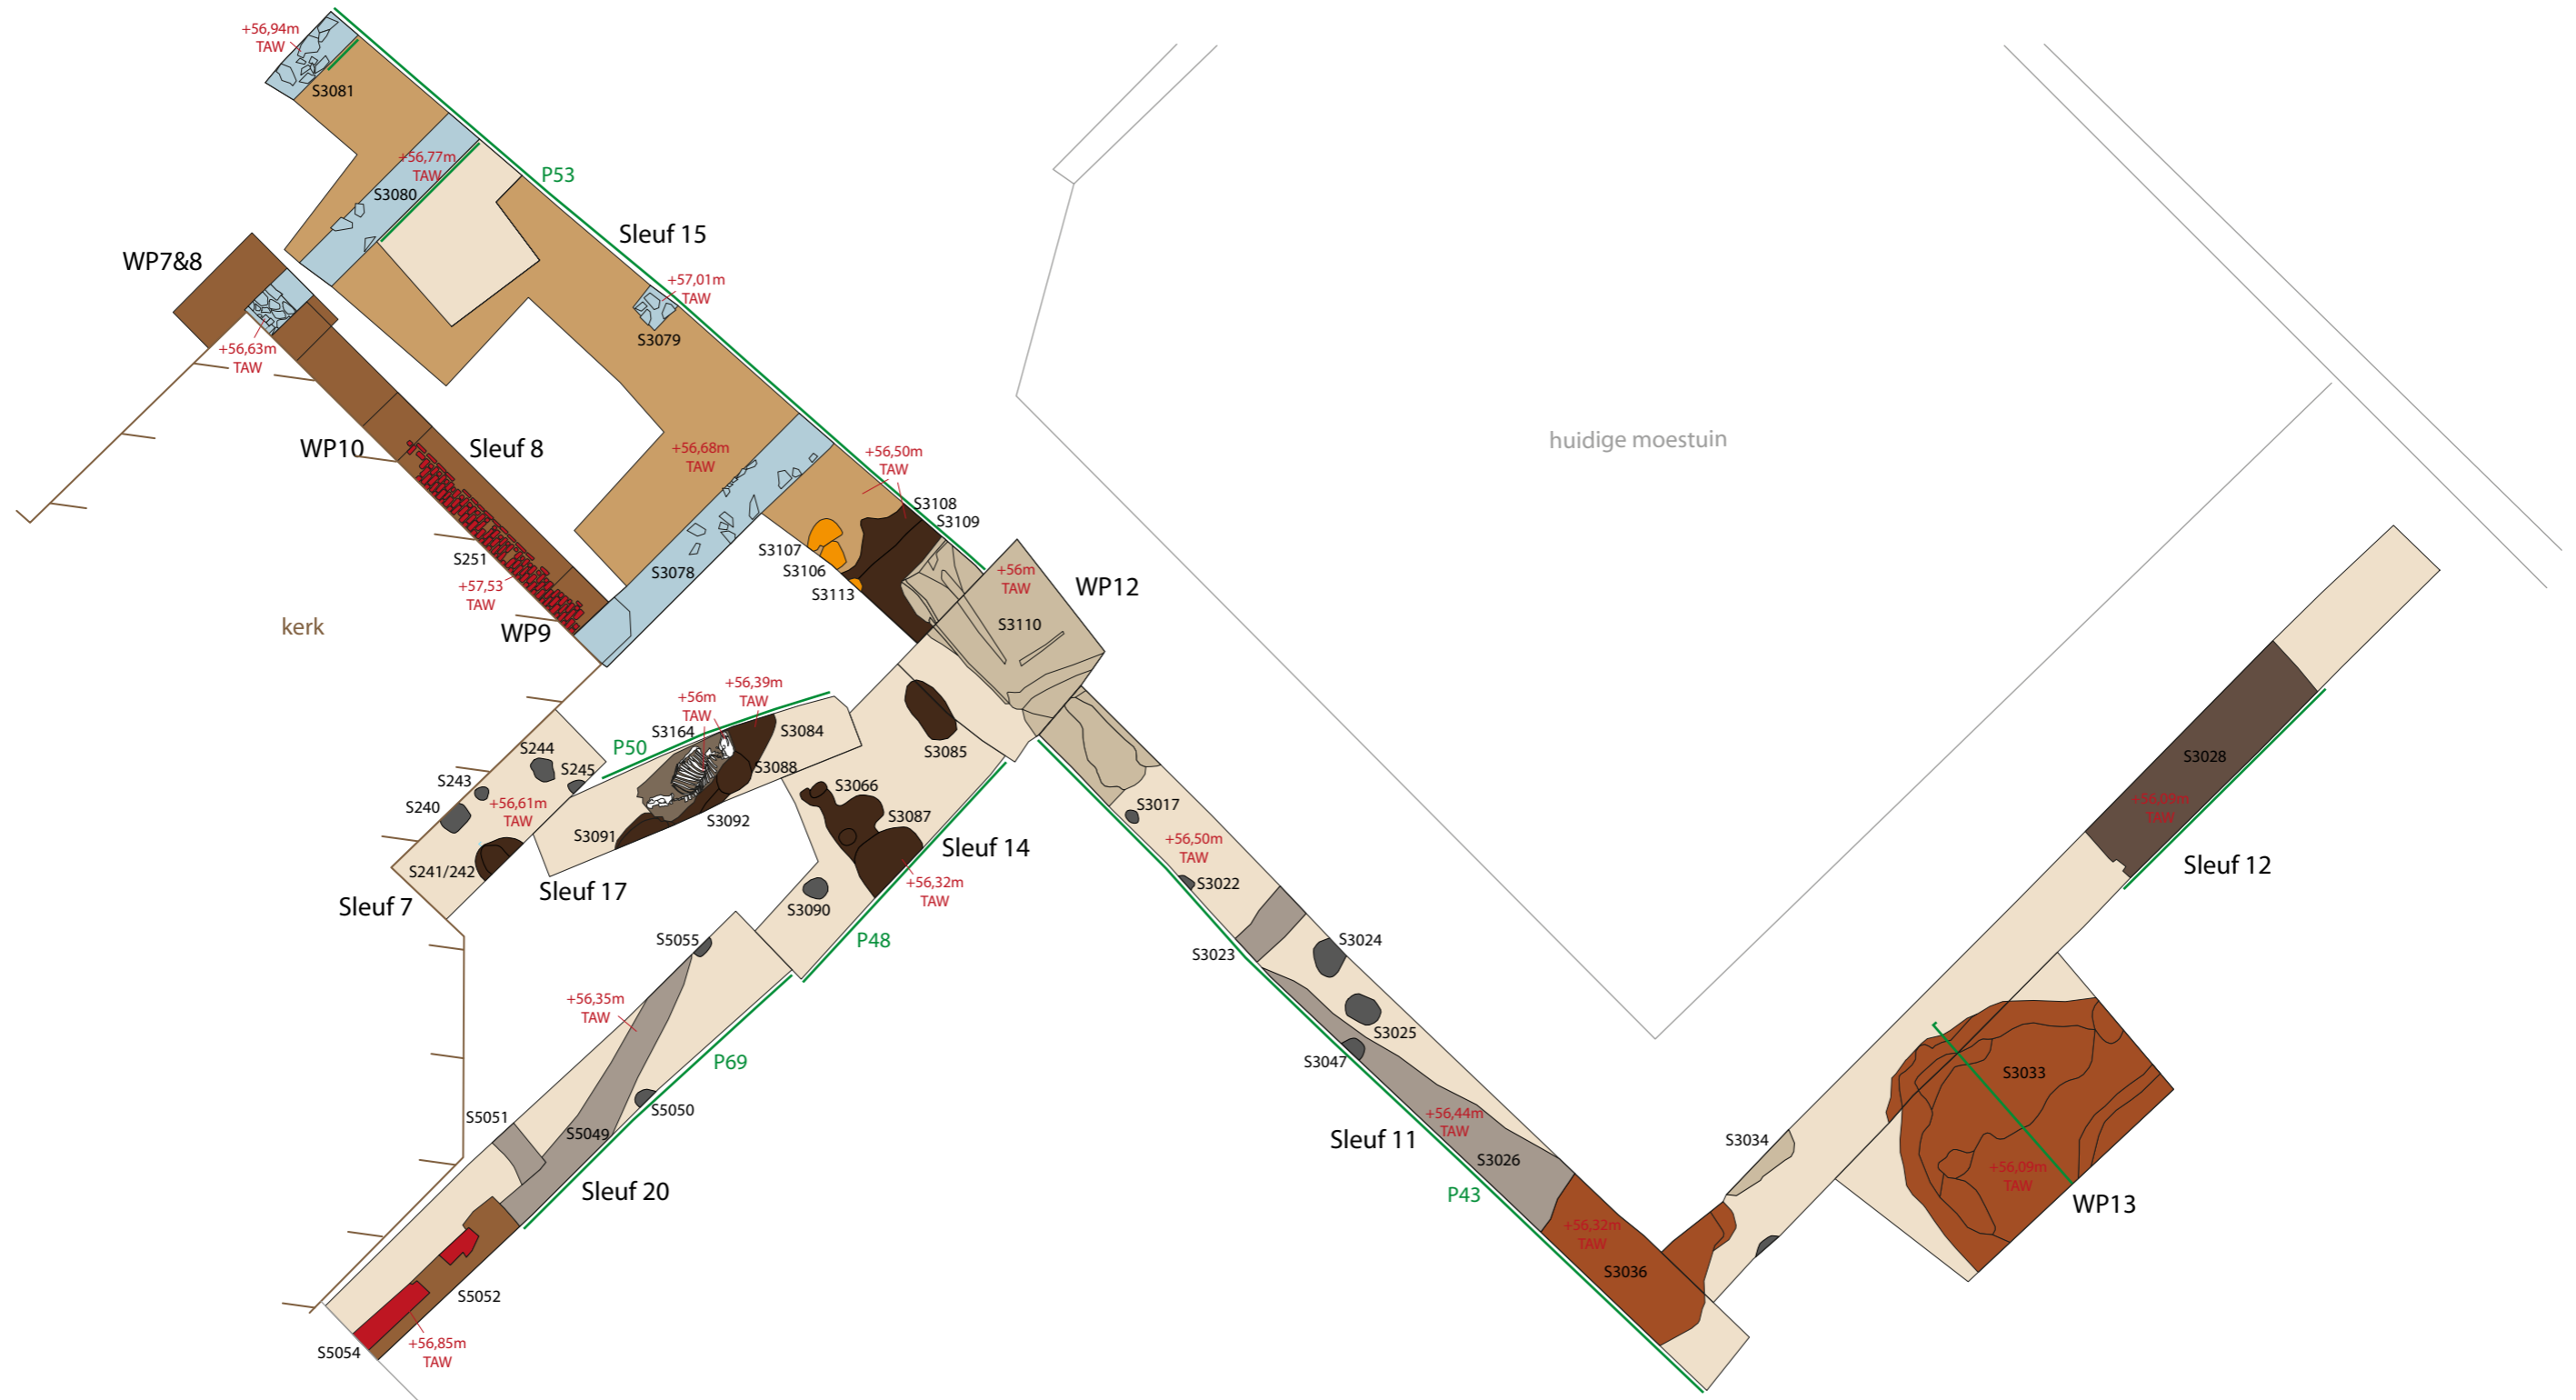 +56,94m
TAW
S3081
+56,77m
TAW
S3080
P53
Sleuf 15
WP7&8
+57,01m
TAW
S3079
+56,63m
TAW
WP10
Sleuf 8
+56,68m
TAW
+56,50m
TAW
S3108
S3109
huidige moestuin
S251
+57,53
TAW
S3078
S3107
S3106
S3113
+56m
TAW
WP12
S3110
kerk
WP9
+56,39m
TAW
+56m
TAW
S3164
P50
S3084
S3085
S3088
S244
S245
S243
S240
+56,61m
TAW
S241/242
S3091
S3092
S3066
S3087
Sleuf 14
Sleuf 7
Sleuf 17
+56,32m
TAW
S3090
P48
S3017
+56,50m
TAW
S3022
S3023
S3024
S3025
S3047
S3028
+56,09m
TAW
Sleuf 12
S5055
+56,35m
TAW
P69
S5050
S5051
S5049
Sleuf 20
S3033
+56,09m
TAW
WP13
S3034
+56,44m
TAW
Sleuf 11
S3026
P43
+56,32m
TAW
S3036
S5052
S5054
+56,85m
TAW